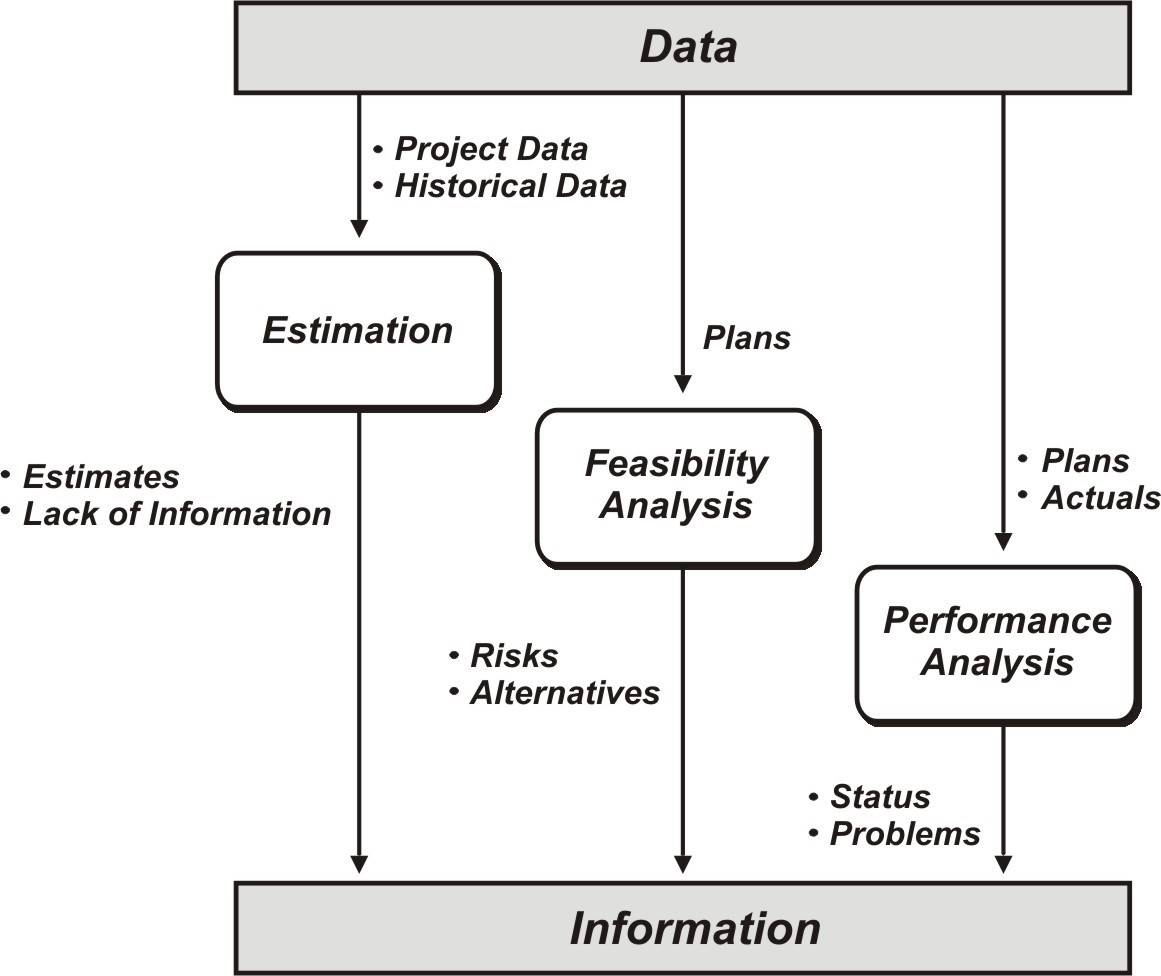 Data
• Project Data
• Historical Data
Estimation
Plans
• Estimates
• Lack of Information
Feasibility
Analysis
• Plans
• Actuals
• Risks
• Alternatives
Performance
Analysis
• Status
• Problems
Information